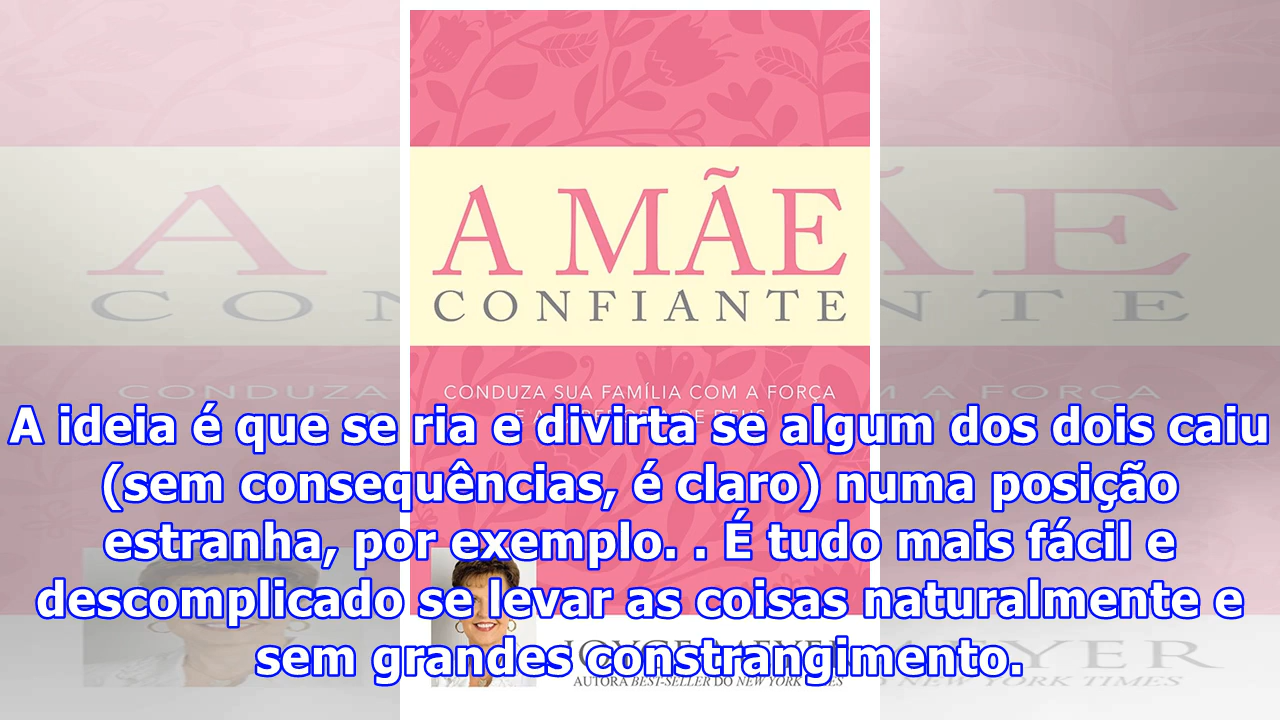 A MÃE
CONFIANTE
CONDUZA SUA FAMÍLIA COM A FORÇA
A ideia é que se ria e divirta se algum dos dois caiu
(sem consequências, é claro) numa posição
estranha, por exemplo. . É tudo mais fácil e
descomplicado se levar as coisas naturalmente e
sem grandes constrangimento.
AUTORA BEST-SELLER DO NEW YORK TIMES